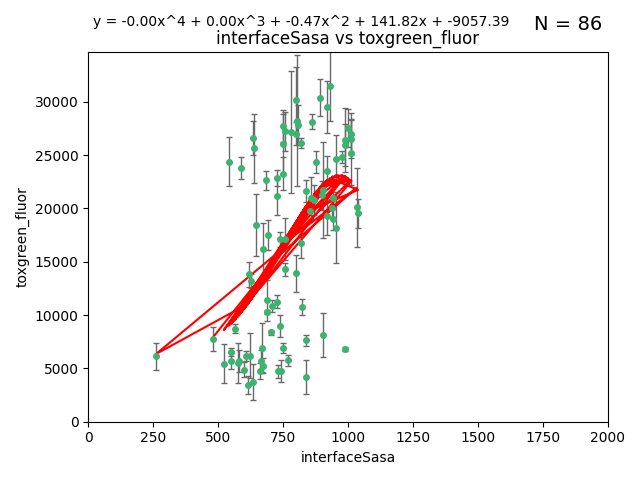 y = -0.00x^4 + 0.00x^3 + -0.47x^2 + 141.82x + -9057.39
N = 86
interfaceSasa vs toxgreen_fluor
30000
25000
20000
15000
10000
5000
0
toxgreen_fluor
0 250 500 750 1000 1250 1500 1750 2000
interfaceSasa